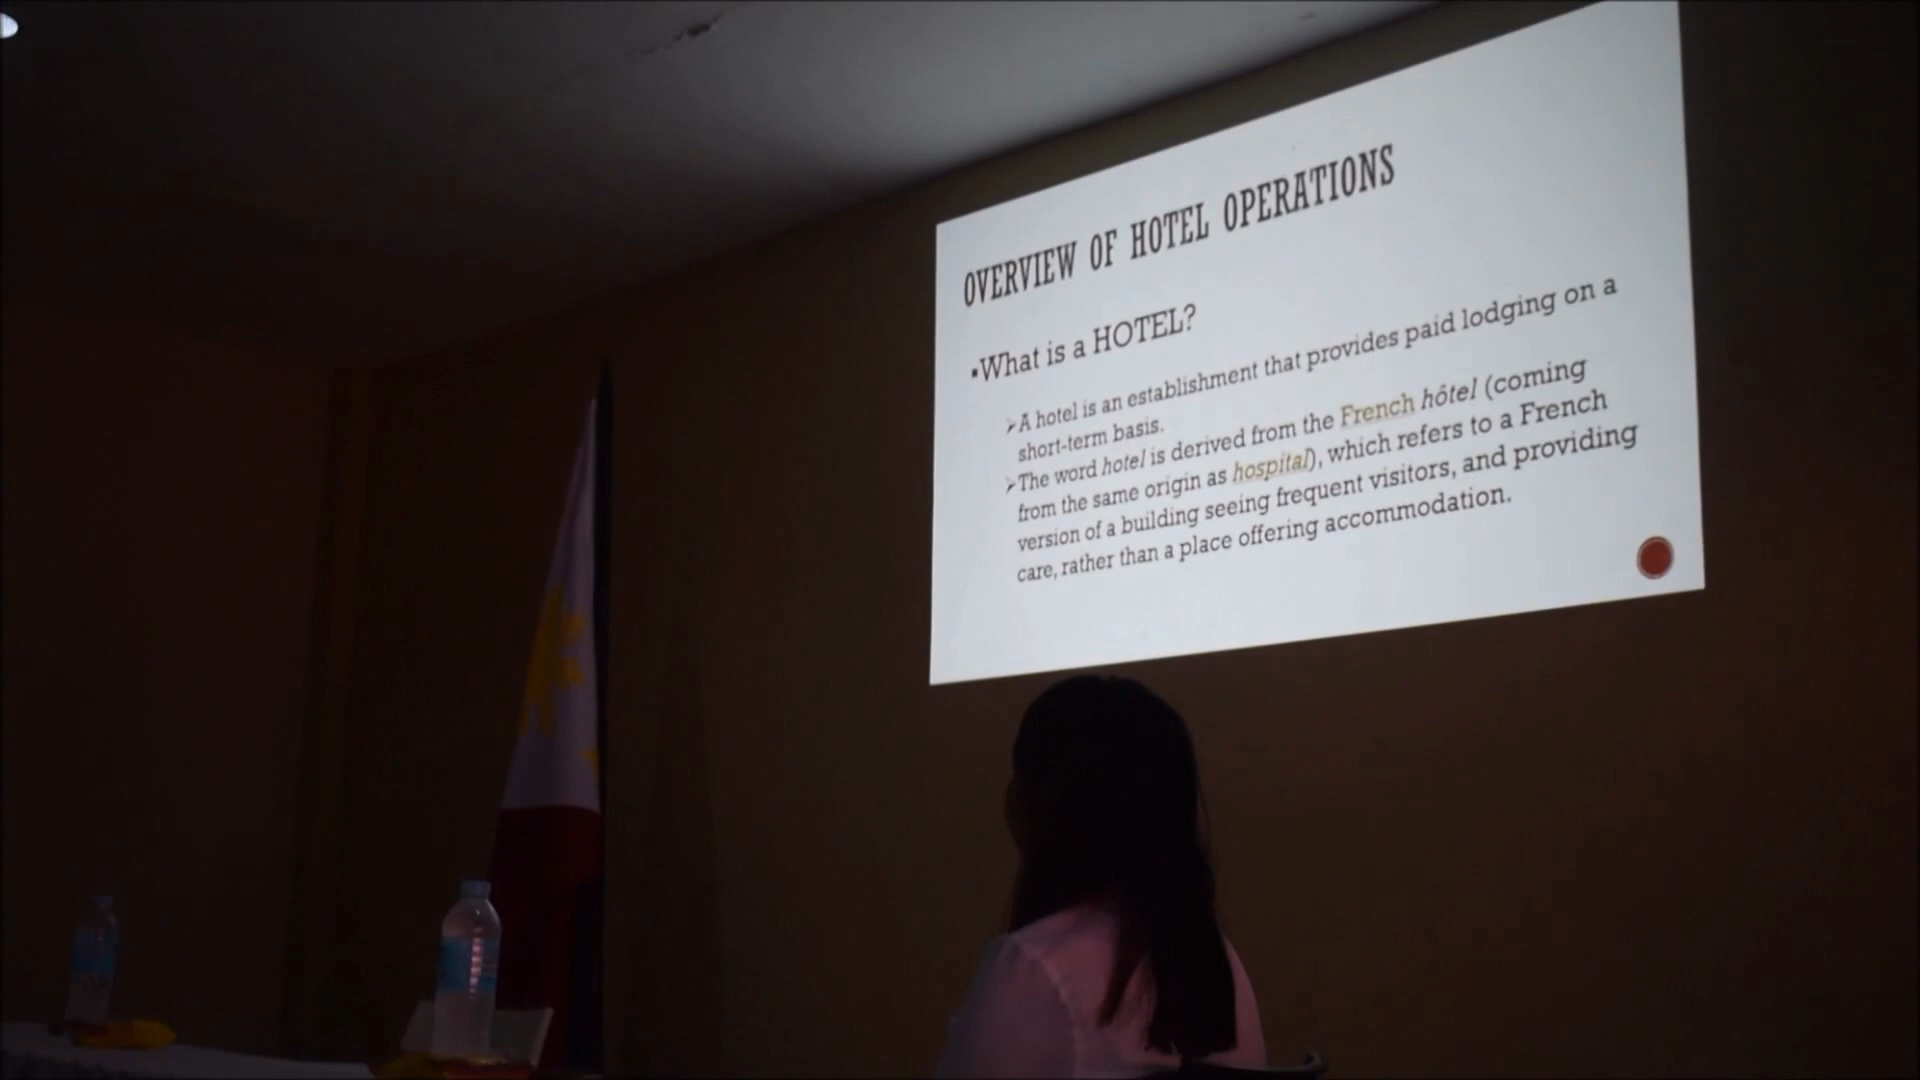 OVERVIEW OF HOTEL OPERATIONS
▪What is a HOTEL?
➢A hotel is an establishment that provides paid lodging on a
short-term basis.
➢The word hotel is derived from the French hôtel (coming
from the same origin as hospital), which refers to a French
version of a building seeing frequent visitors, and providing
care, rather than a place offering accommodation.